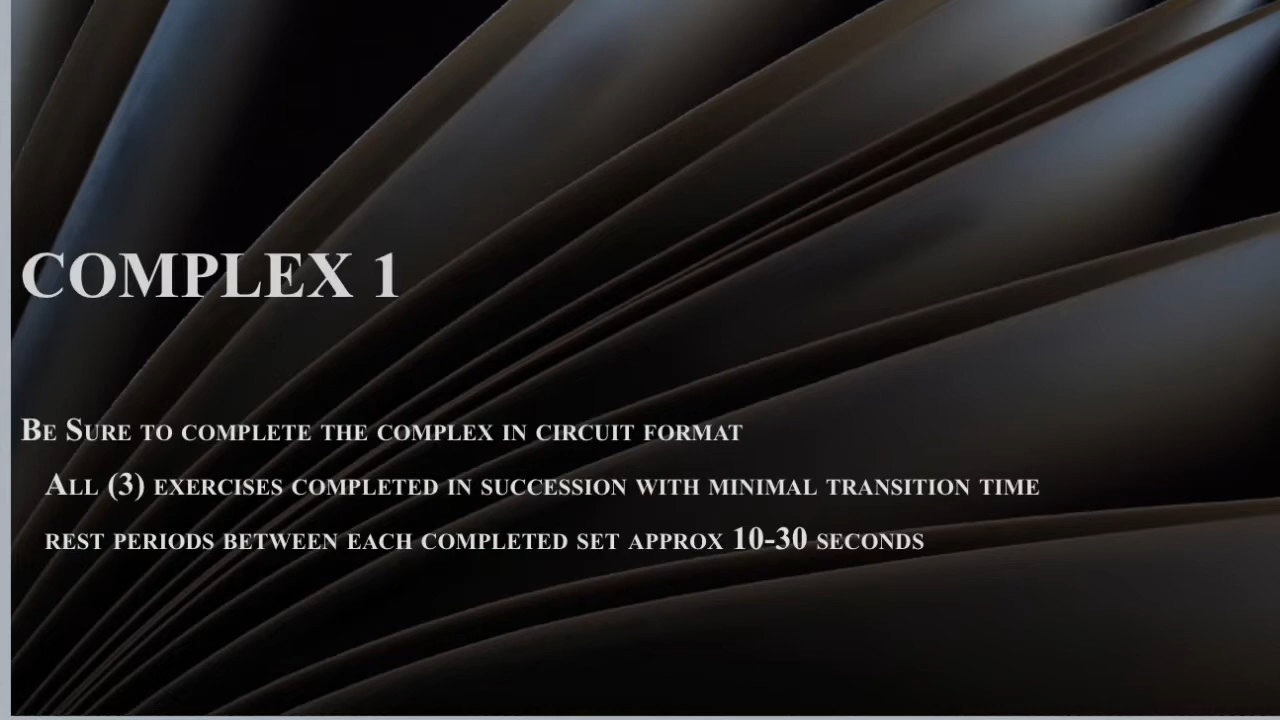 COMPLEX 1
Be Sure to complete the complex in circuit format
All (3) exercises completed in succession with minimal transition time
rest periods between each completed set approx 10-30 seconds